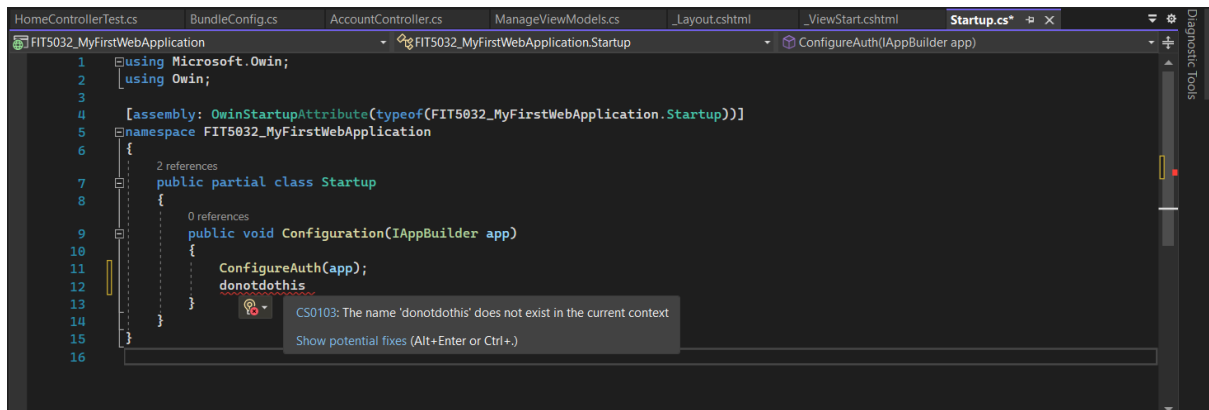 HomeControllerTest.cs BundleConfig.cs AccountController.cs ManageViewModels.cs _Layout.cshtml _ViewStart.cshtml Startup.cs*
Diagnostic Tools
FIT5032_MyFirstWebApplication FIT5032_MyFirstWebApplication.Startup ConfigureAuth(IAppBuilder app)
1 using Microsoft.Owin;
2 using Owin;
3
4 [assembly: OwinStartupAttribute(typeof(FIT5032_MyFirstWebApplication.Startup))]
5 namespace FIT5032_MyFirstWebApplication
6 {
2 references
7 public partial class Startup
8 {
0 references
9 public void Configuration(IAppBuilder app)
10 {
11 ConfigureAuth(app);
12 donotdothis
13 }
14 }
15 }
16
CS0103: The name 'donotdothis' does not exist in the current context
Show potential fixes (Alt+Enter or Ctrl+.)